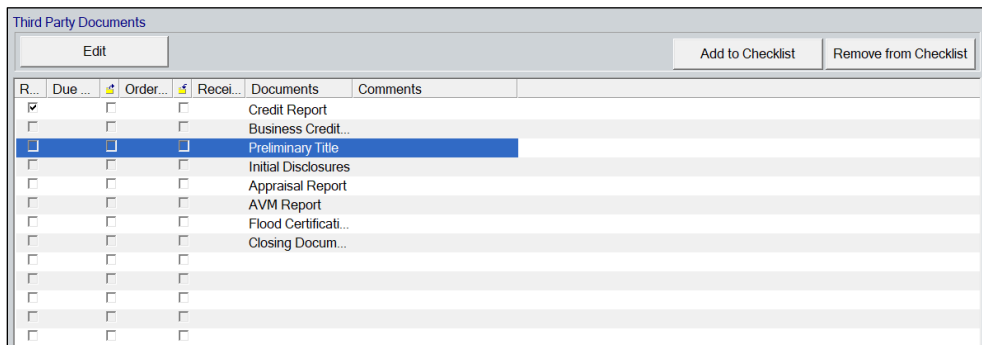 Third Party Documents
Edit Add to Checklist Remove from Checklist
R... Due ... Order... Recei... Documents Comments
Credit Report
Business Credit...
Preliminary Title
Initial Disclosures
Appraisal Report
AVM Report
Flood Certificati...
Closing Docum...